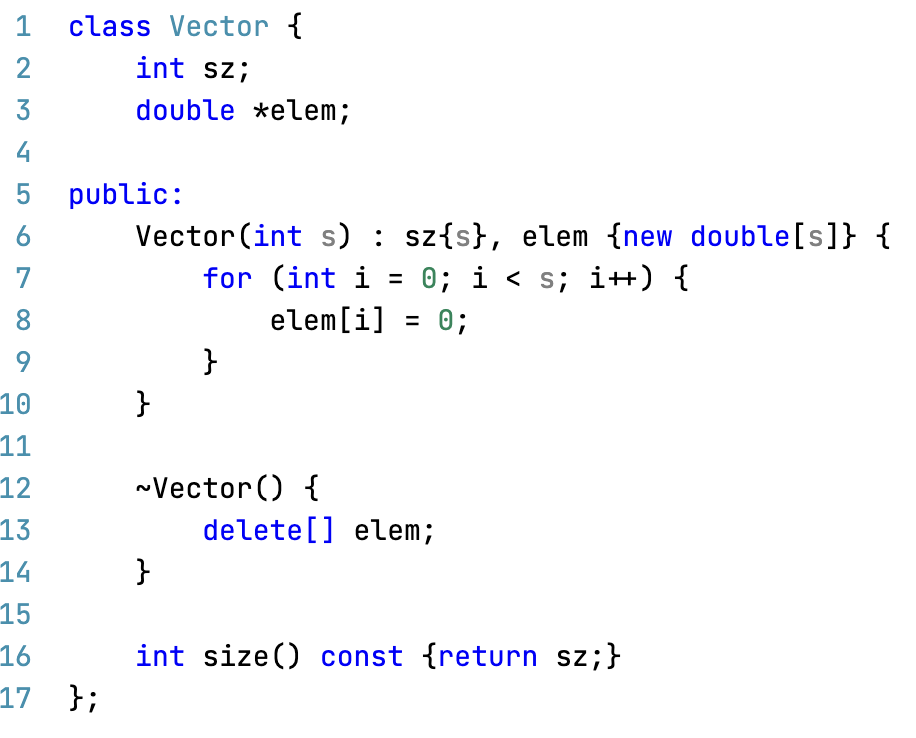 1 class Vector {
2     int sz;
3     double *elem;
4
5 public:
6     Vector(int s) : sz{s}, elem {new double[s]} {
7         for (int i = 0; i < s; i++) {
8             elem[i] = 0;
9         }
10     }
11
12     ~Vector() {
13         delete[] elem;
14     }
15
16     int size() const {return sz;}
17 };